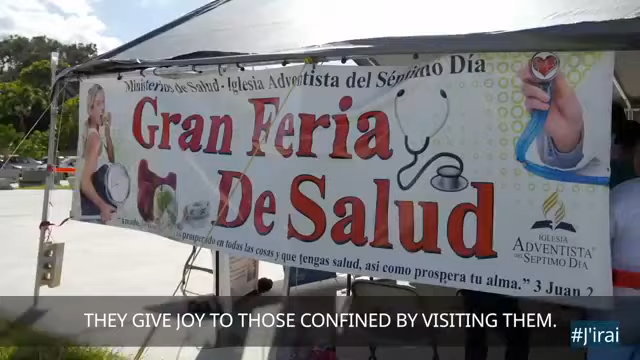 Ministerios de Salud - Iglesia Adventista del Séptimo Día
Gran Feria
De Salud
IGLESIA
ADVENTISTA
DEL SÉPTIMO DÍA
prosperado en todas las cosas y que tengas salud, asi como prospera tu alma." 3 Juan 2
THEY GIVE JOY TO THOSE CONFINED BY VISITING THEM.
#J'irai